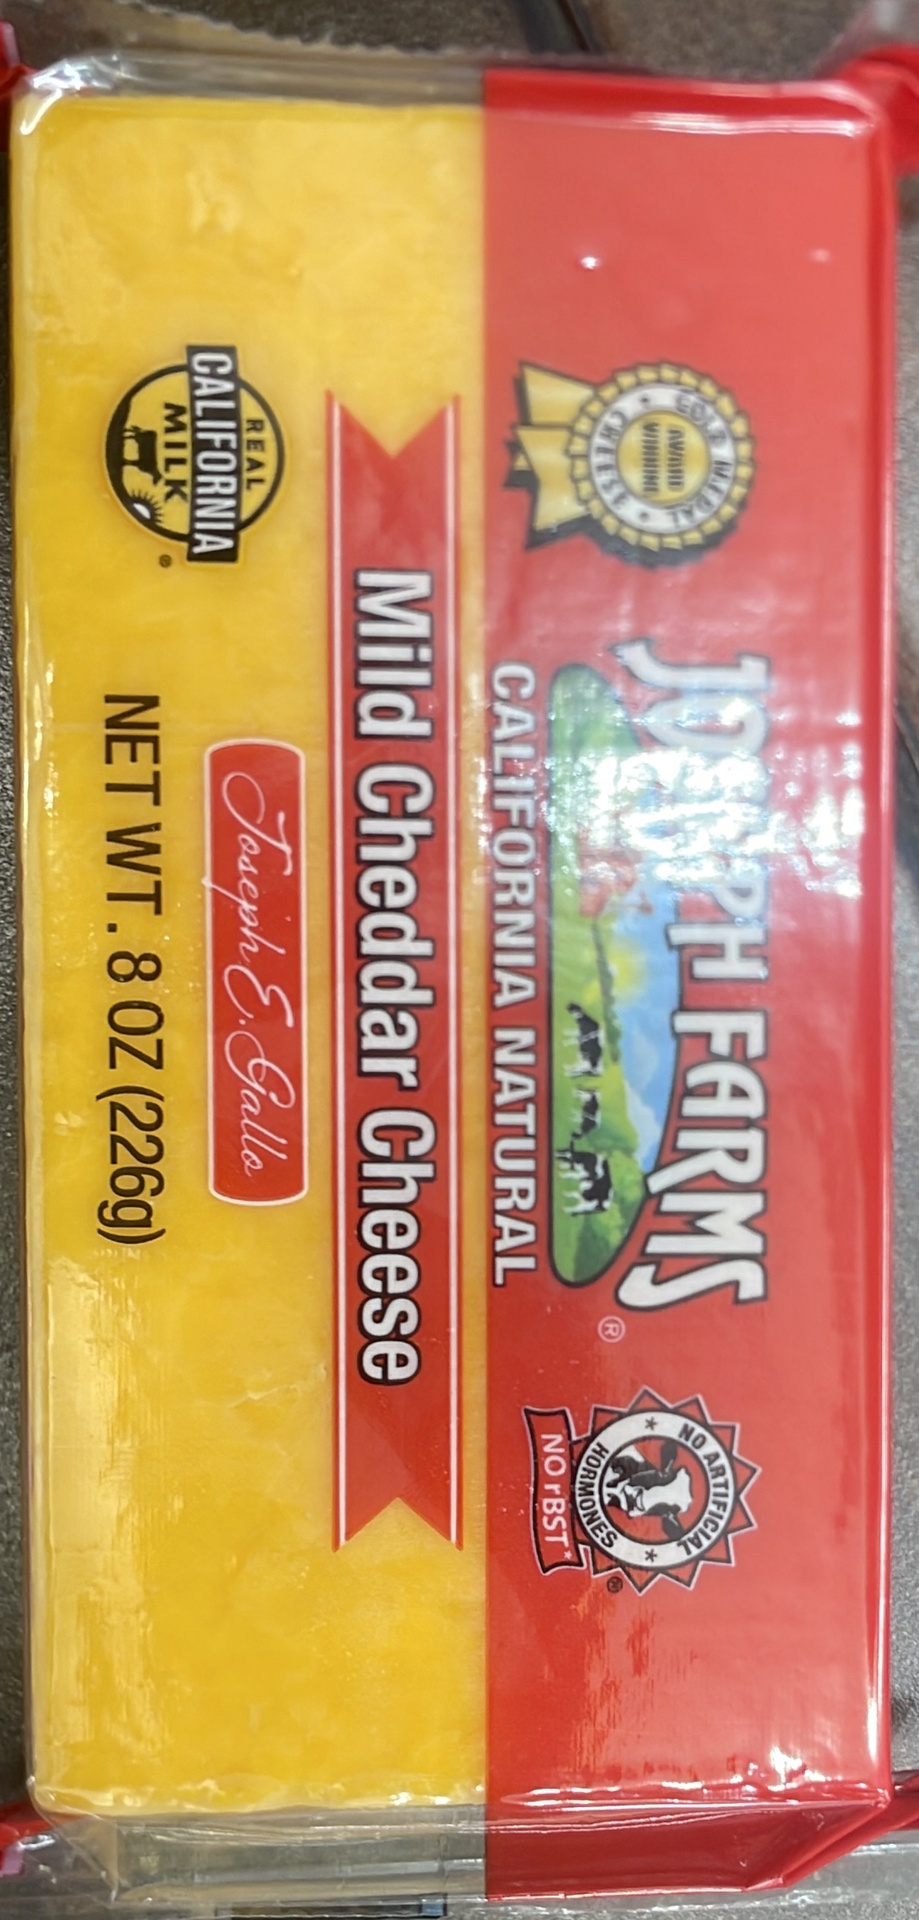 GOLD MEDAL
AWARD
WINNING
CHEESE
JOSEPH FARMS®
CALIFORNIA NATURAL
NO ARTIFICIAL
HORMONES
NO rBST*
®
Mild Cheddar Cheese
REAL
CALIFORNIA
MILK
®
Joseph E. Gallo
NET WT. 8 OZ (226g)